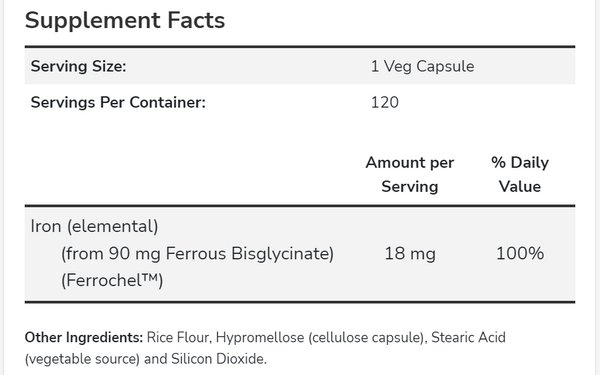 Supplement Facts
Serving Size: 1 Veg Capsule
Servings Per Container: 120
Amount per Serving % Daily Value
Iron (elemental)
(from 90 mg Ferrous Bisglycinate) 18 mg 100%
(Ferrochel™)
Other Ingredients: Rice Flour, Hypromellose (cellulose capsule), Stearic Acid
(vegetable source) and Silicon Dioxide.